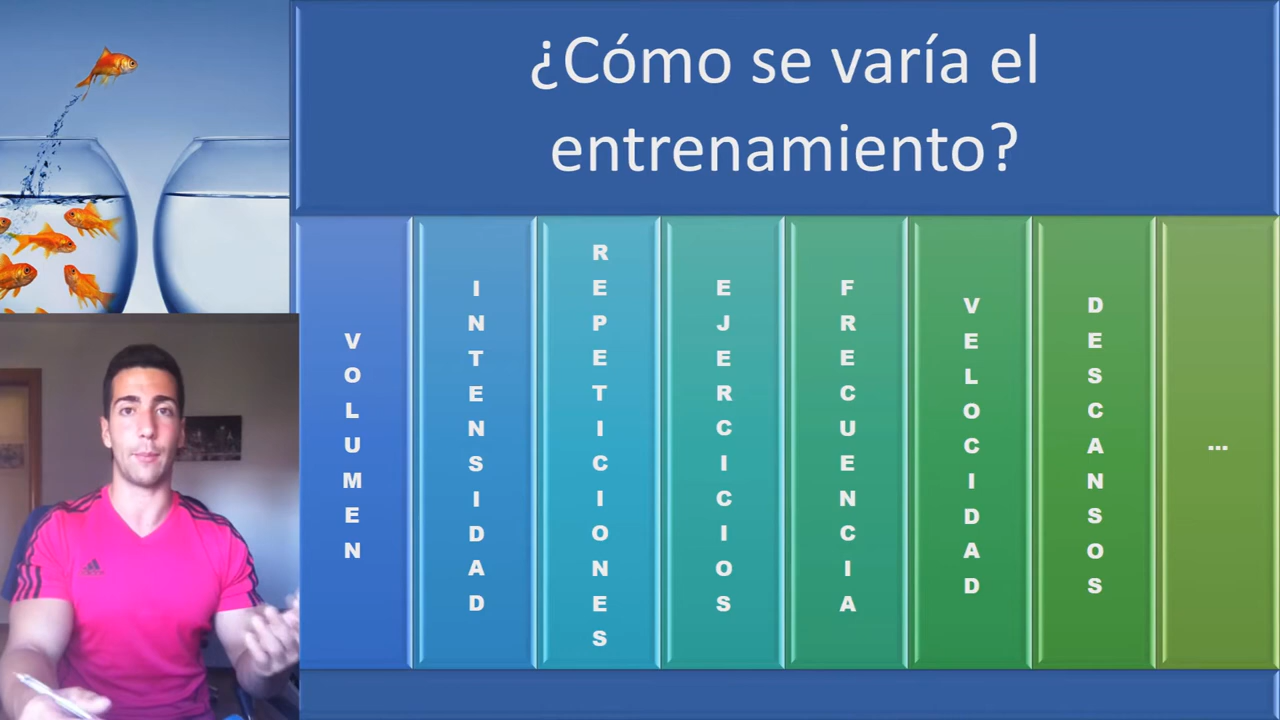 ¿Cómo se varía el
entrenamiento?
VOLUMEN
INTENSIDAD
REPETICIONES
EJERCICIOS
FRECUENCIA
VELOCIDAD
DESCANSOS
...